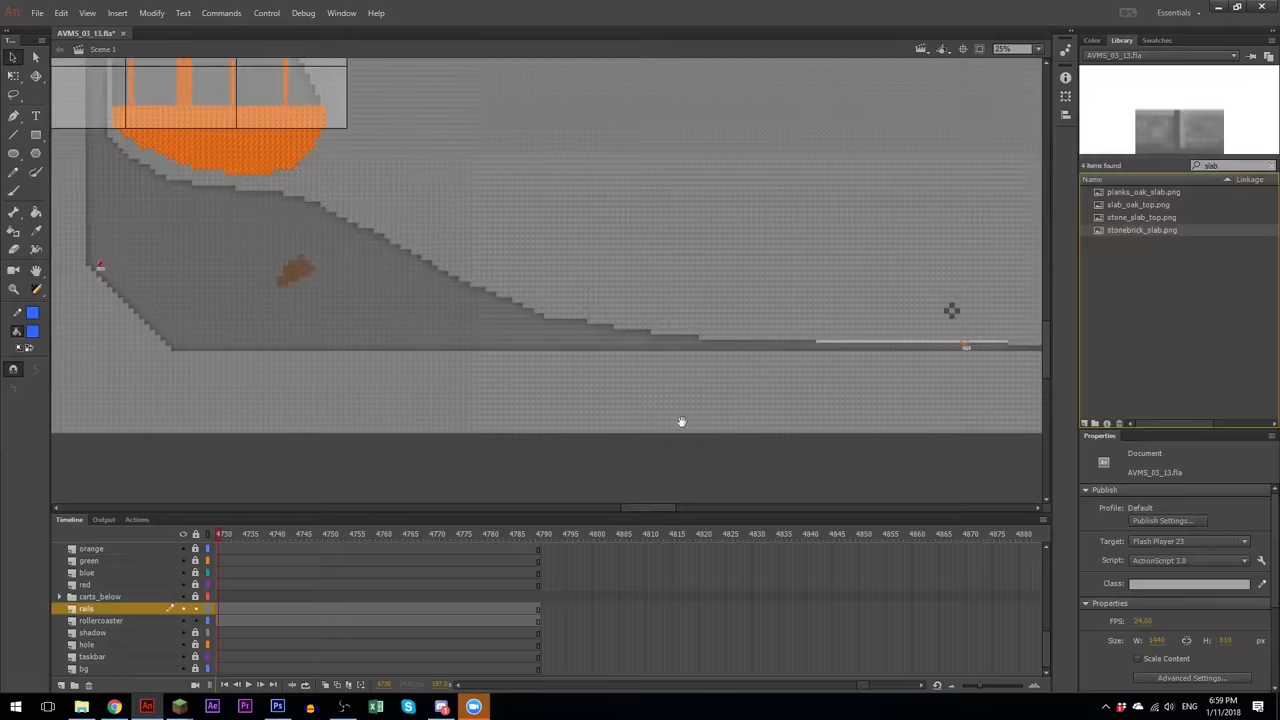 An File Edit View Insert Modify Text Commands Control Debug Window Help Essentials
AVMS_03_13.fla* ×
Scene 1 25%
Color Library Swatches
AVMS_03_13.fla
4 items found slab
Name Linkage
planks_oak_slab.png
slab_oak_top.png
stone_slab_top.png
stonebrick_slab.png
Properties
Document
AVMS_03_13.fla
Publish
Profile: Default
Publish Settings...
Target: Flash Player 23
Script: ActionScript 3.0
Class:
Properties
FPS: 24.00
Size: W: 1440 H: 810 px
Scale Content
Advanced Settings...
Timeline Output Actions
4730 4735 4740 4745 4750 4755 4760 4765 4770 4775 4780 4785 4790 4795 4800 4805 4810 4815 4820 4825 4830 4835 4840 4845 4850 4855 4860 4865 4870 4875 4880
orange
green
blue
red
carts_below
rails
rollercoaster
shadow
hole
taskbar
bg
4730
An Ae Pr Ps
ENG 6:59 PM
1/11/2018